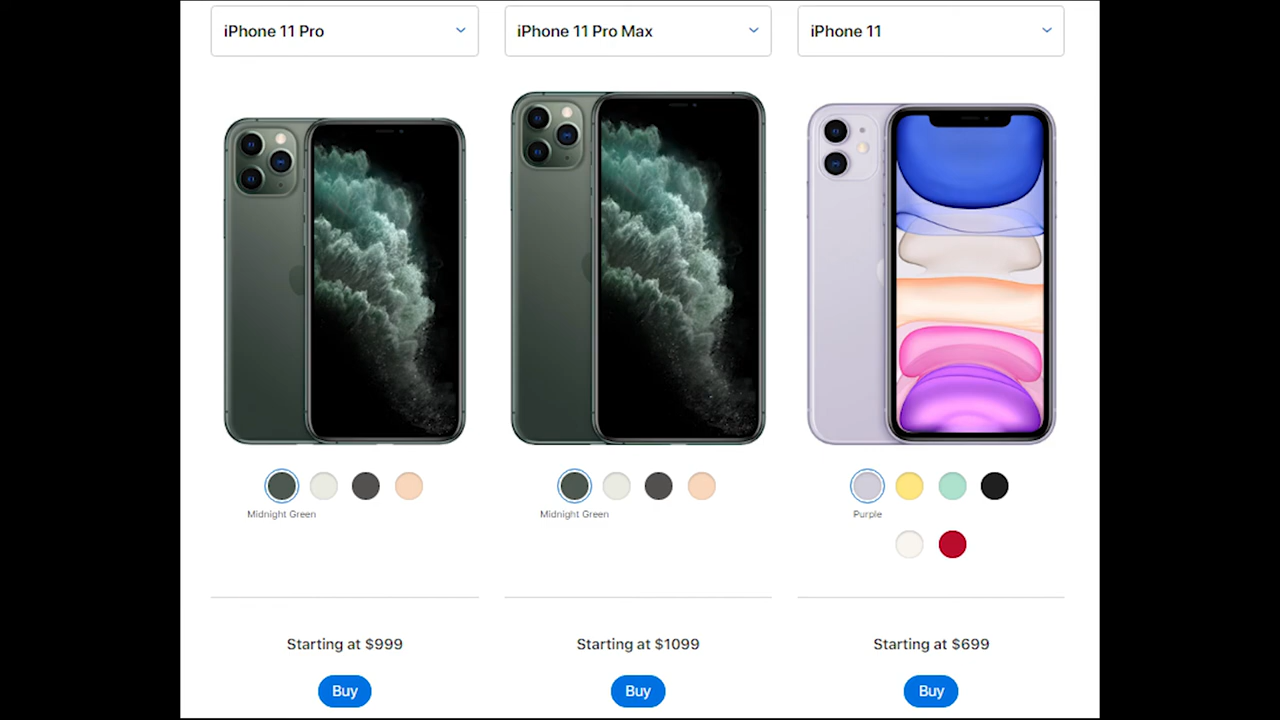 iPhone 11 Pro
iPhone 11 Pro Max
iPhone 11
Midnight Green
Midnight Green
Purple
Starting at $999
Starting at $1099
Starting at $699
Buy
Buy
Buy